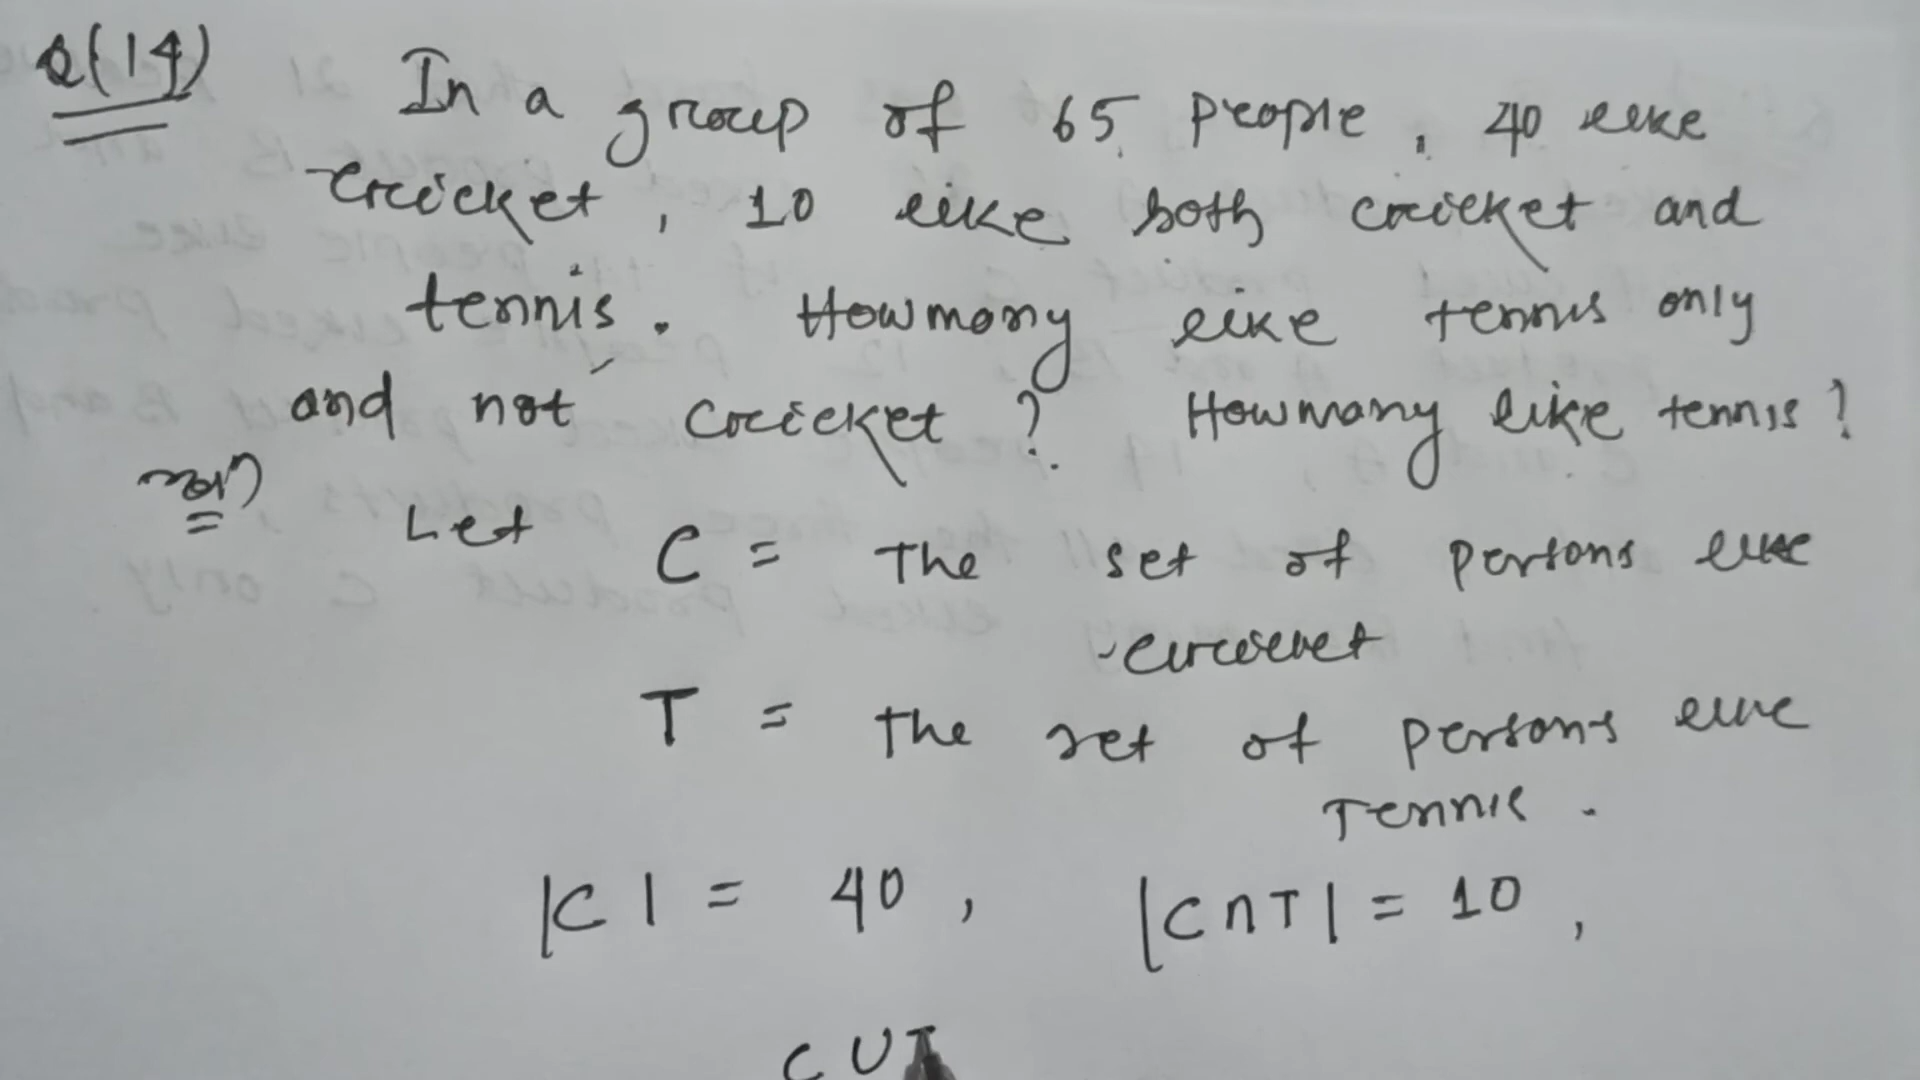 Q(14) In a group of 65 people, 40 like
cricket, 10 like both cricket and
tennis. How many like tennis only
and not cricket? How many like tennis?
Let C = The set of persons like
cricket
T = The set of persons like
Tennis.
|C| = 40, |C∩T| = 10,
C∪T